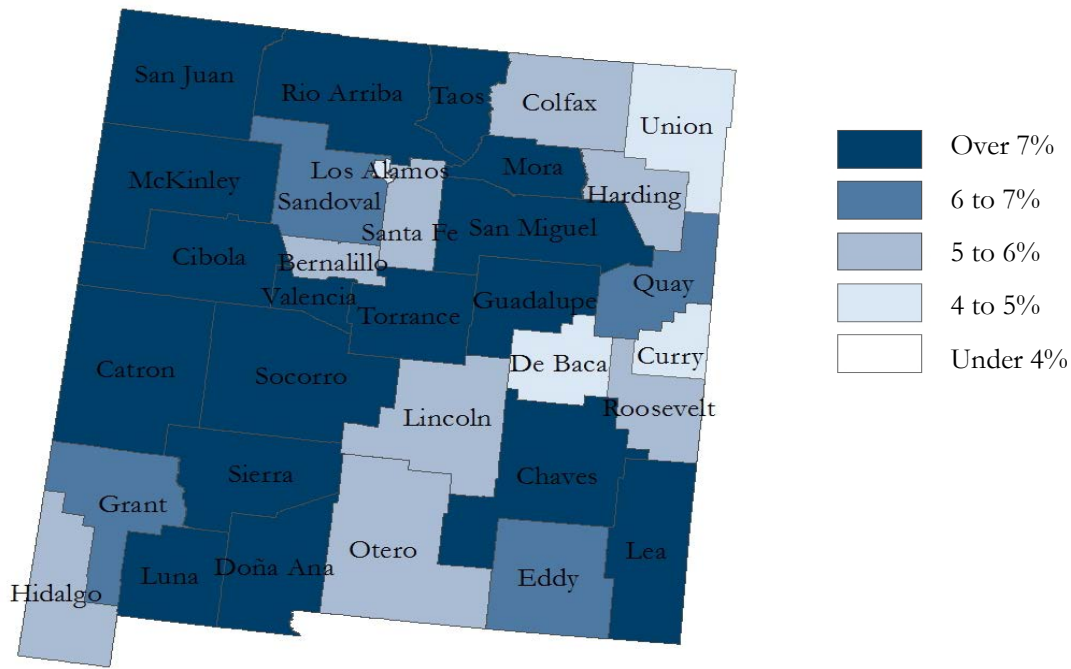 San Juan
Rio Arriba
Taos
Colfax
Union
Mora
Los Alamos
McKinley
Harding
Sandoval
San Miguel
Santa Fe
Cibola
Bernalillo
Quay
Valencia
Guadalupe
Torrance
Curry
De Baca
Catron
Socorro
Roosevelt
Lincoln
Sierra
Chaves
Grant
Otero
Lea
Doña Ana
Luna
Eddy
Hidalgo
Over 7%
6 to 7%
5 to 6%
4 to 5%
Under 4%